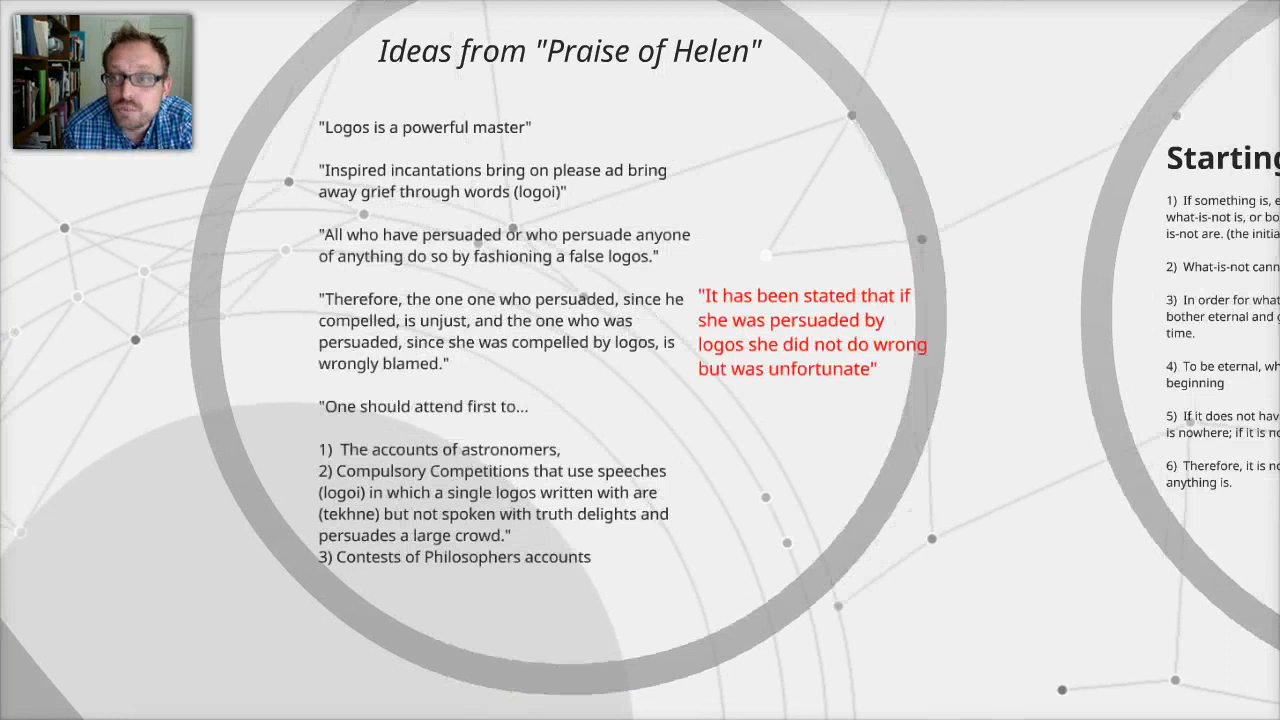 Ideas from "Praise of Helen"
"Logos is a powerful master"
"Inspired incantations bring on please ad bring
away grief through words (logoi)"
"All who have persuaded or who persuade anyone
of anything do so by fashioning a false logos."
"Therefore, the one one who persuaded, since he
compelled, is unjust, and the one who was
persuaded, since she was compelled by logos, is
wrongly blamed."
"One should attend first to...
1)  The accounts of astronomers,
2) Compulsory Competitions that use speeches
(logoi) in which a single logos written with are
(tekhne) but not spoken with truth delights and
persuades a large crowd."
3) Contests of Philosophers accounts
"It has been stated that if
she was persuaded by
logos she did not do wrong
but was unfortunate"
Starting
1)  If something is, e
what-is-not is, or bo
is-not are. (the initia
2)  What-is-not cann
3)  In order for what
bother eternal and g
time.
4)  To be eternal, wh
beginning
5)  If it does not hav
is nowhere; if it is no
6)  Therefore, it is no
anything is.